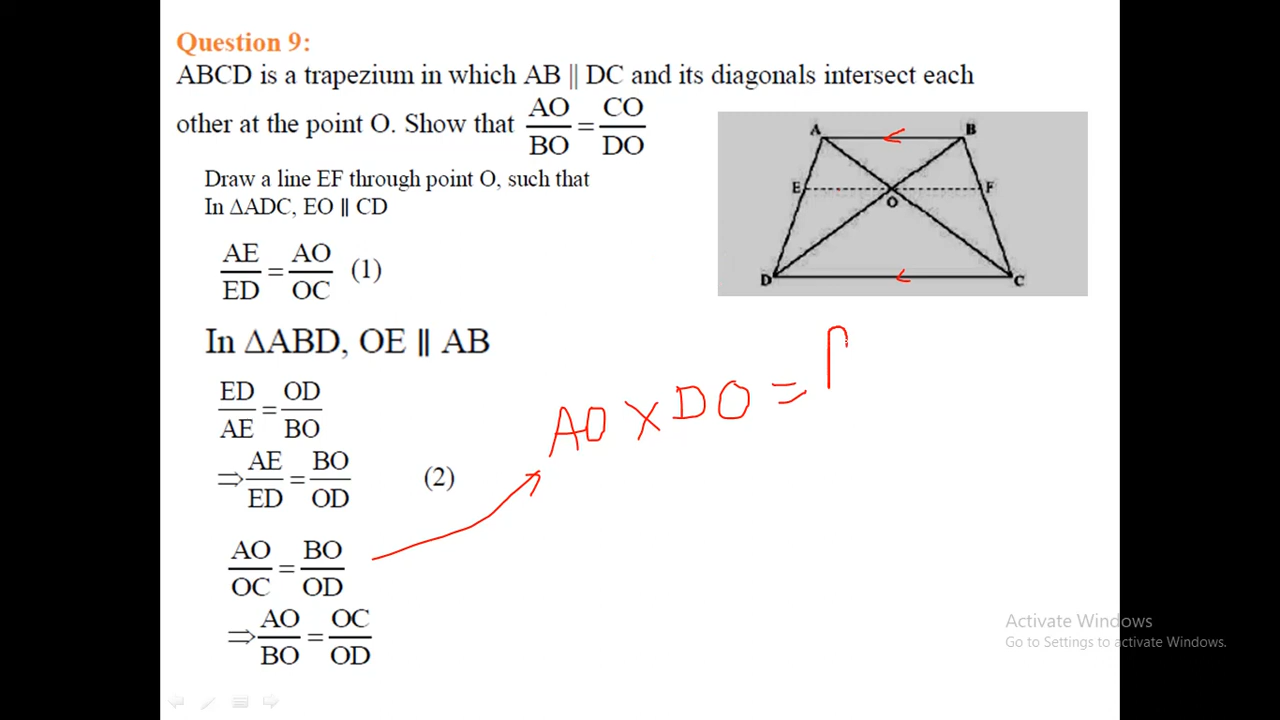 Question 9:
ABCD is a trapezium in which AB || DC and its diagonals intersect each
other at the point O. Show that AO/BO = CO/DO
Draw a line EF through point O, such that
In ΔADC, EO || CD
AE/ED = AO/OC (1)
In ΔABD, OE || AB
ED/AE = OD/BO
⇒ AE/ED = BO/OD (2)
AO/OC = BO/OD
⇒ AO/BO = OC/OD
A B
E O F
D C
AO X DO =
Activate Windows
Go to Settings to activate Windows.